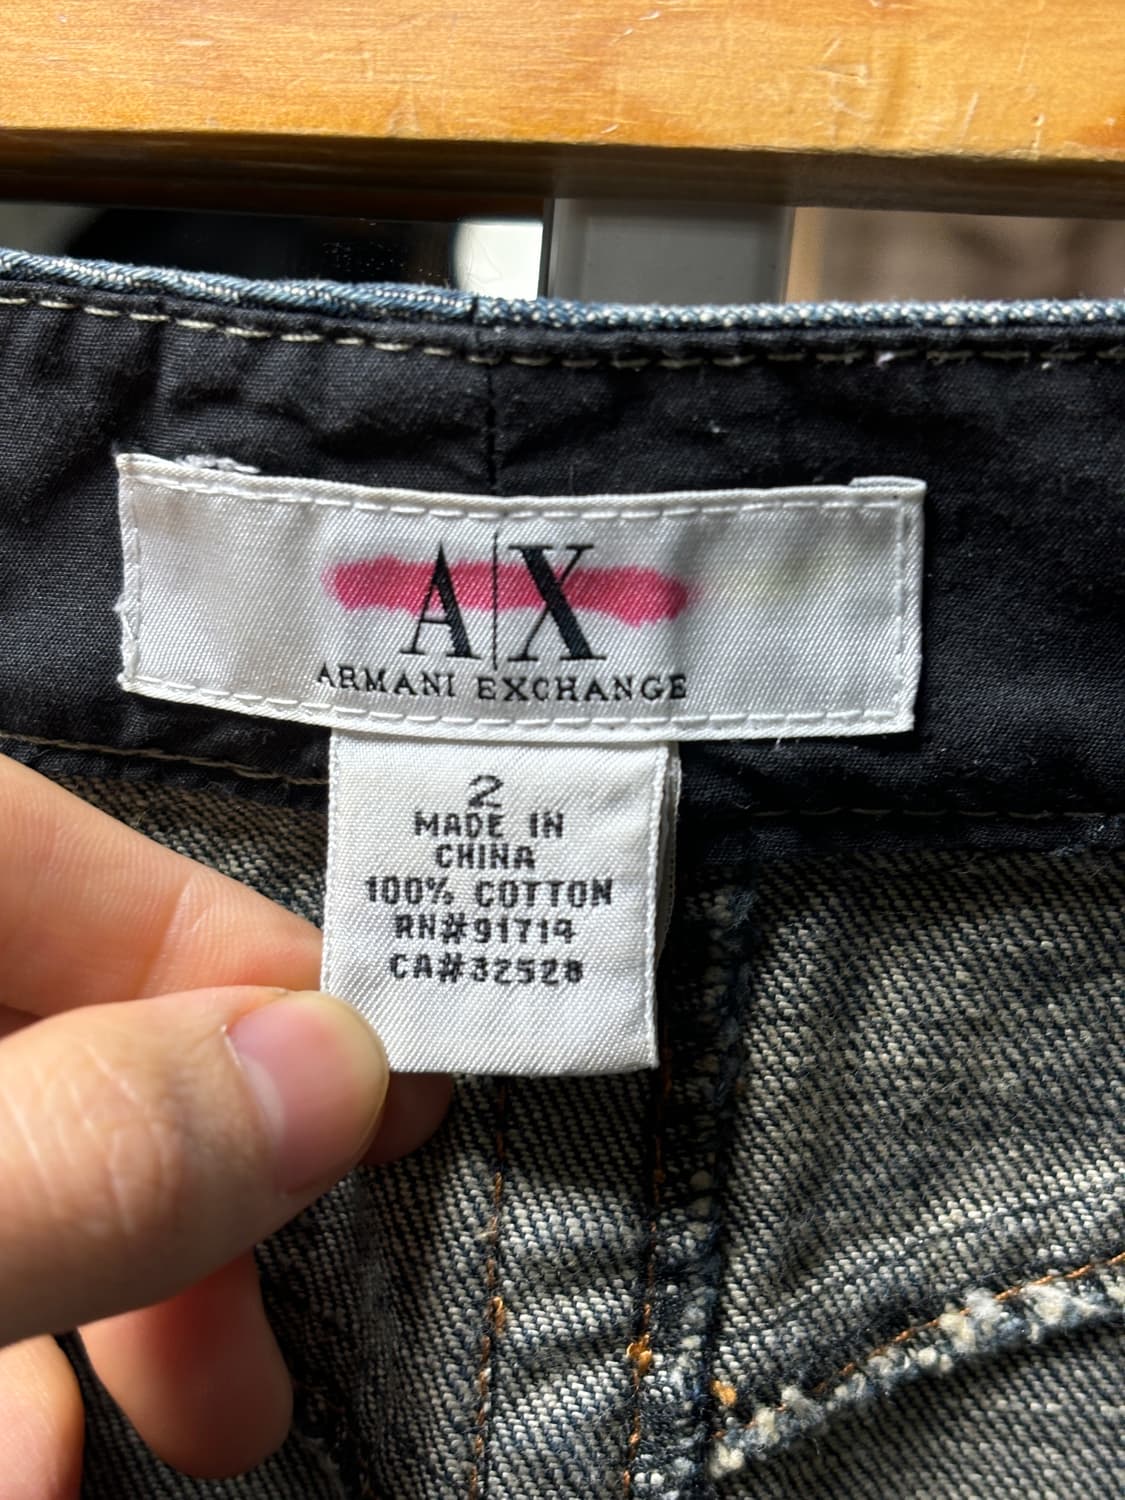 A|X
ARMANI EXCHANGE
2
MADE IN
CHINA
100% COTTON
RN#91714
CA#32528